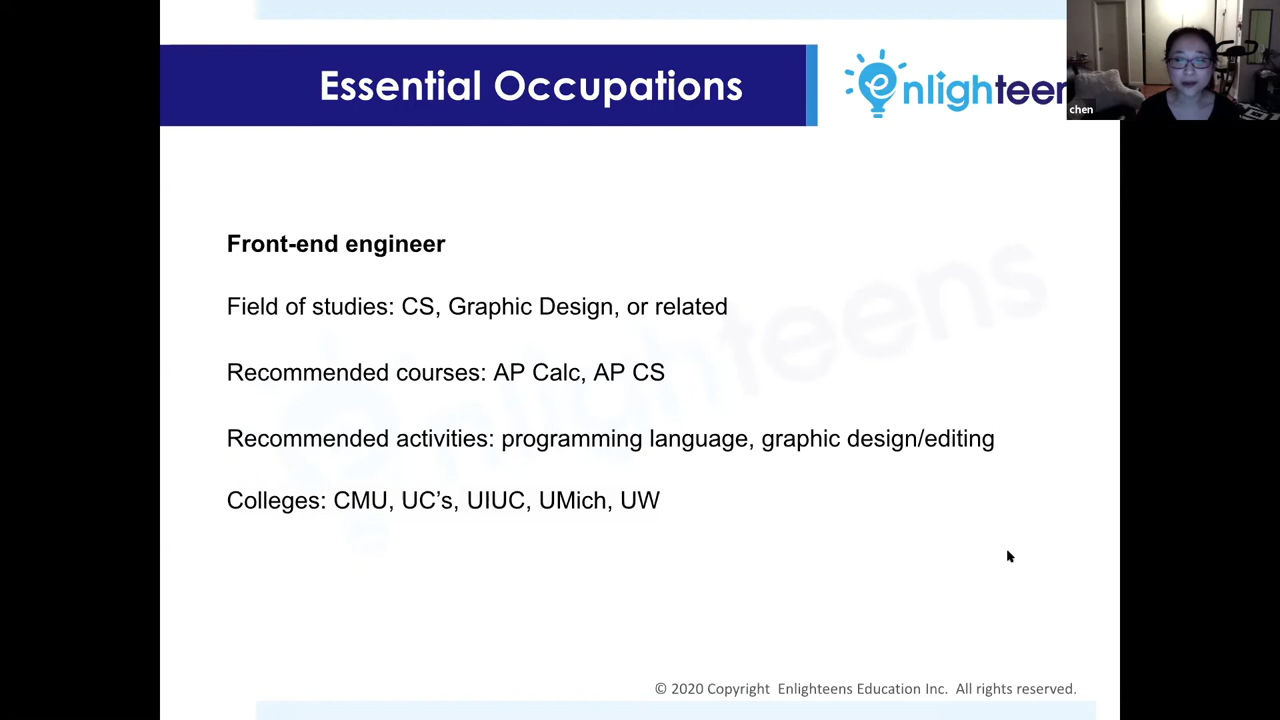 Essential Occupations
enlighteen
chen
Front-end engineer
Field of studies: CS, Graphic Design, or related
Recommended courses: AP Calc, AP CS
Recommended activities: programming language, graphic design/editing
Colleges: CMU, UC’s, UIUC, UMich, UW
enlighteens
© 2020 Copyright Enlighteens Education Inc. All rights reserved.